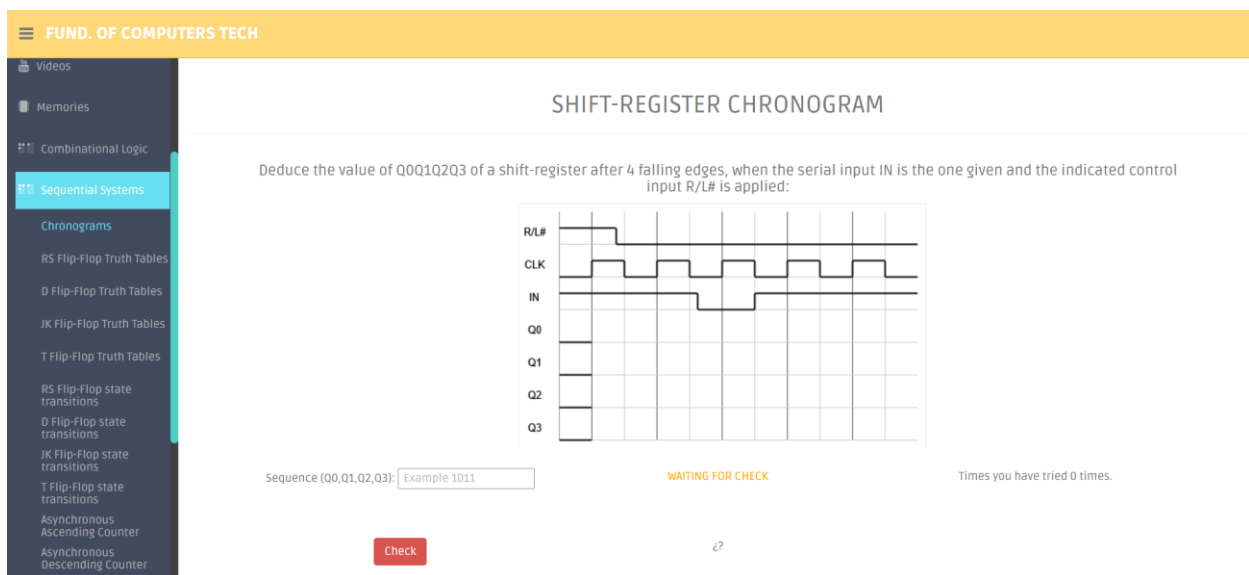 FUND. OF COMPUTERS TECH
Videos
Memories
Combinational Logic
Sequential Systems
Chronograms
RS Flip-Flop Truth Tables
D Flip-Flop Truth Tables
JK Flip-Flop Truth Tables
T Flip-Flop Truth Tables
RS Flip-Flop state
transitions
D Flip-Flop state
transitions
JK Flip-Flop state
transitions
T Flip-Flop state
transitions
Asynchronous
Ascending Counter
Asynchronous
Descending Counter
SHIFT-REGISTER CHRONOGRAM
Deduce the value of Q0Q1Q2Q3 of a shift-register after 4 falling edges, when the serial input IN is the one given and the indicated control
input R/L# is applied:
R/L#
CLK
IN
Q0
Q1
Q2
Q3
Sequence (Q0,Q1,Q2,Q3): Example 1011
WAITING FOR CHECK
Times you have tried 0 times.
Check
¿?